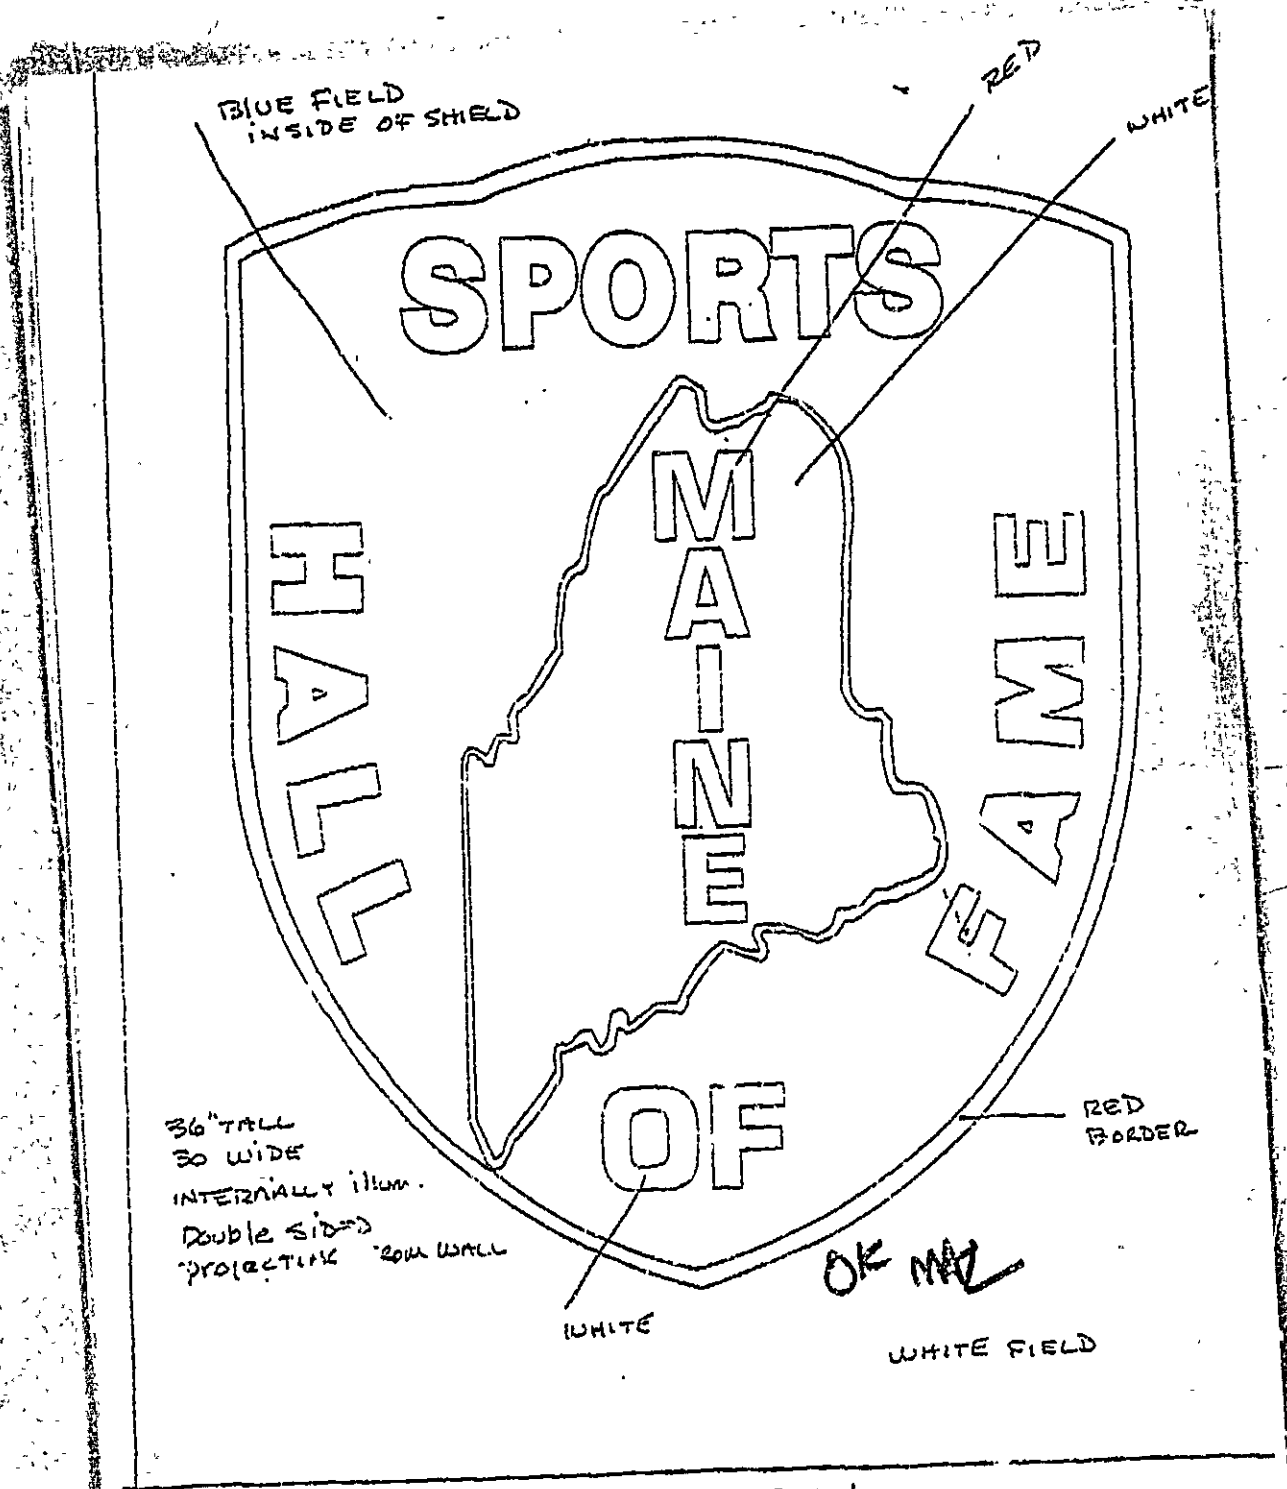 BLUE FIELD
INSIDE OF SHIELD
RED
WHITE
SPORTS
MAINE
HALL
OF
FAME
36" TALL
30 WIDE
INTERNALLY illum.
Double SIDED
PROJECTING WALL
RED
BORDER
OK
WHITE
WHITE FIELD